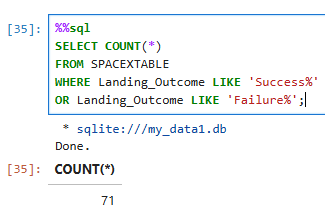 [35]: %%sql
SELECT COUNT(*)
FROM SPACEXTABLE
WHERE Landing_Outcome LIKE 'Success%'
OR Landing_Outcome LIKE 'Failure%';
* sqlite:///my_data1.db
Done.
[35]: COUNT(*)
71